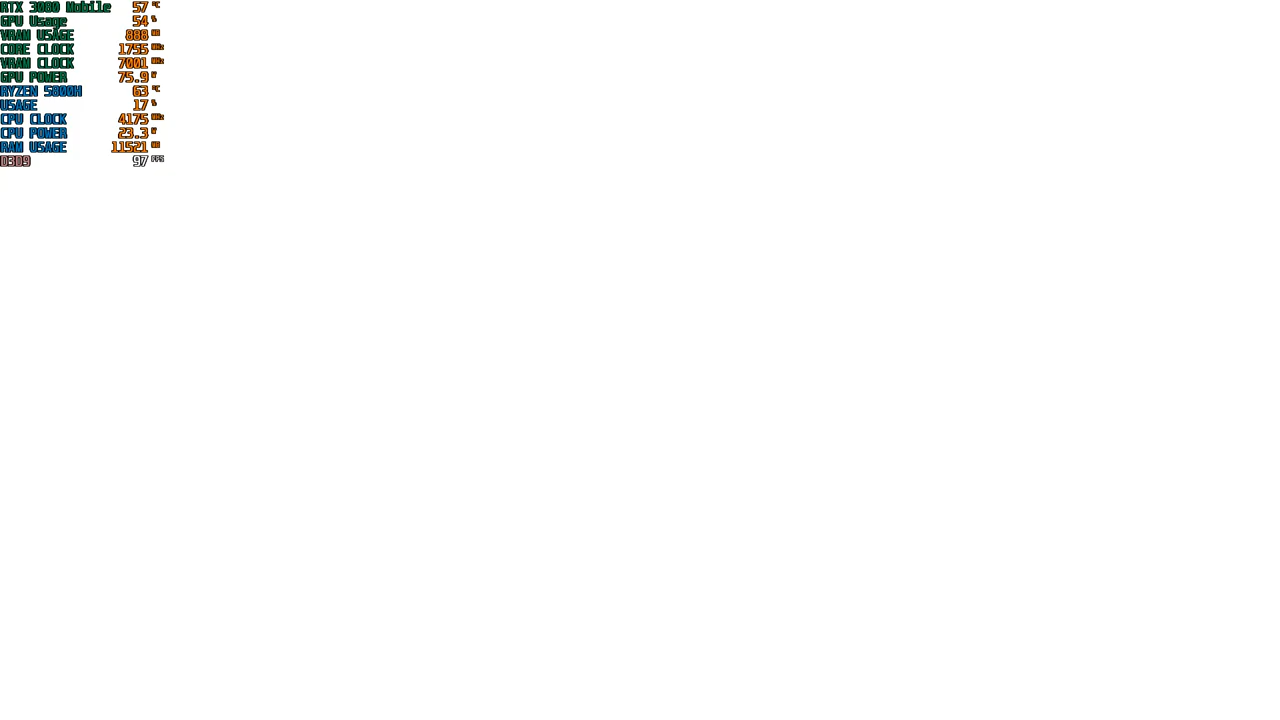 RTX 3080 Mobile 57 °C
GPU Usage 54 %
VRAM USAGE 888 MB
CORE CLOCK 1755 MHz
VRAM CLOCK 7001 MHz
GPU POWER 75.9 W
RYZEN 5800H 63 °C
USAGE 17 %
CPU CLOCK 4175 MHz
CPU POWER 23.3 W
RAM USAGE 11521 MB
D3D9 97 FPS